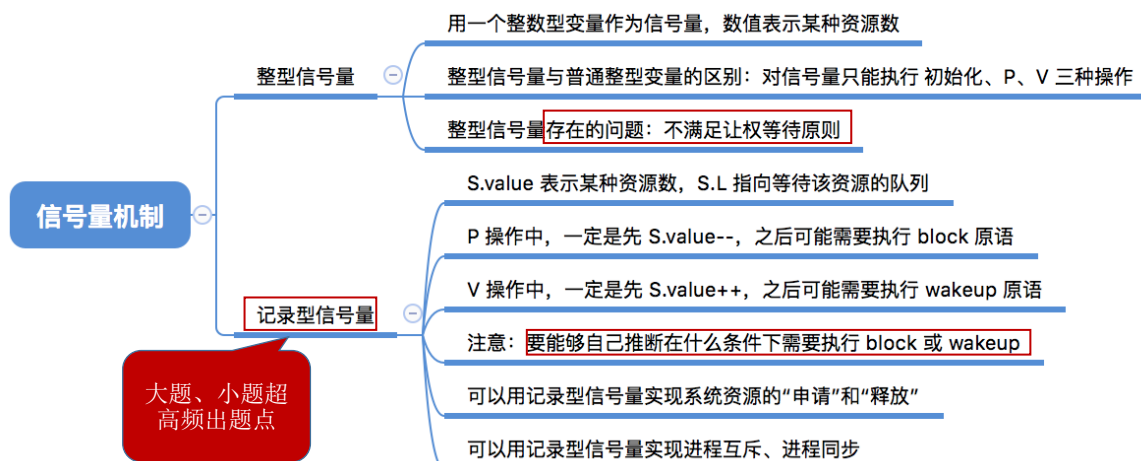 信号量机制
整型信号量
用一个整数型变量作为信号量，数值表示某种资源数
整型信号量与普通整型变量的区别：对信号量只能执行 初始化、P、V 三种操作
整型信号量存在的问题：不满足让权等待原则
记录型信号量
大题、小题超
高频出题点
S.value 表示某种资源数，S.L 指向等待该资源的队列
P 操作中，一定是先 S.value--，之后可能需要执行 block 原语
V 操作中，一定是先 S.value++，之后可能需要执行 wakeup 原语
注意：要能够自己推断在什么条件下需要执行 block 或 wakeup
可以用记录型信号量实现系统资源的“申请”和“释放”
可以用记录型信号量实现进程互斥、进程同步